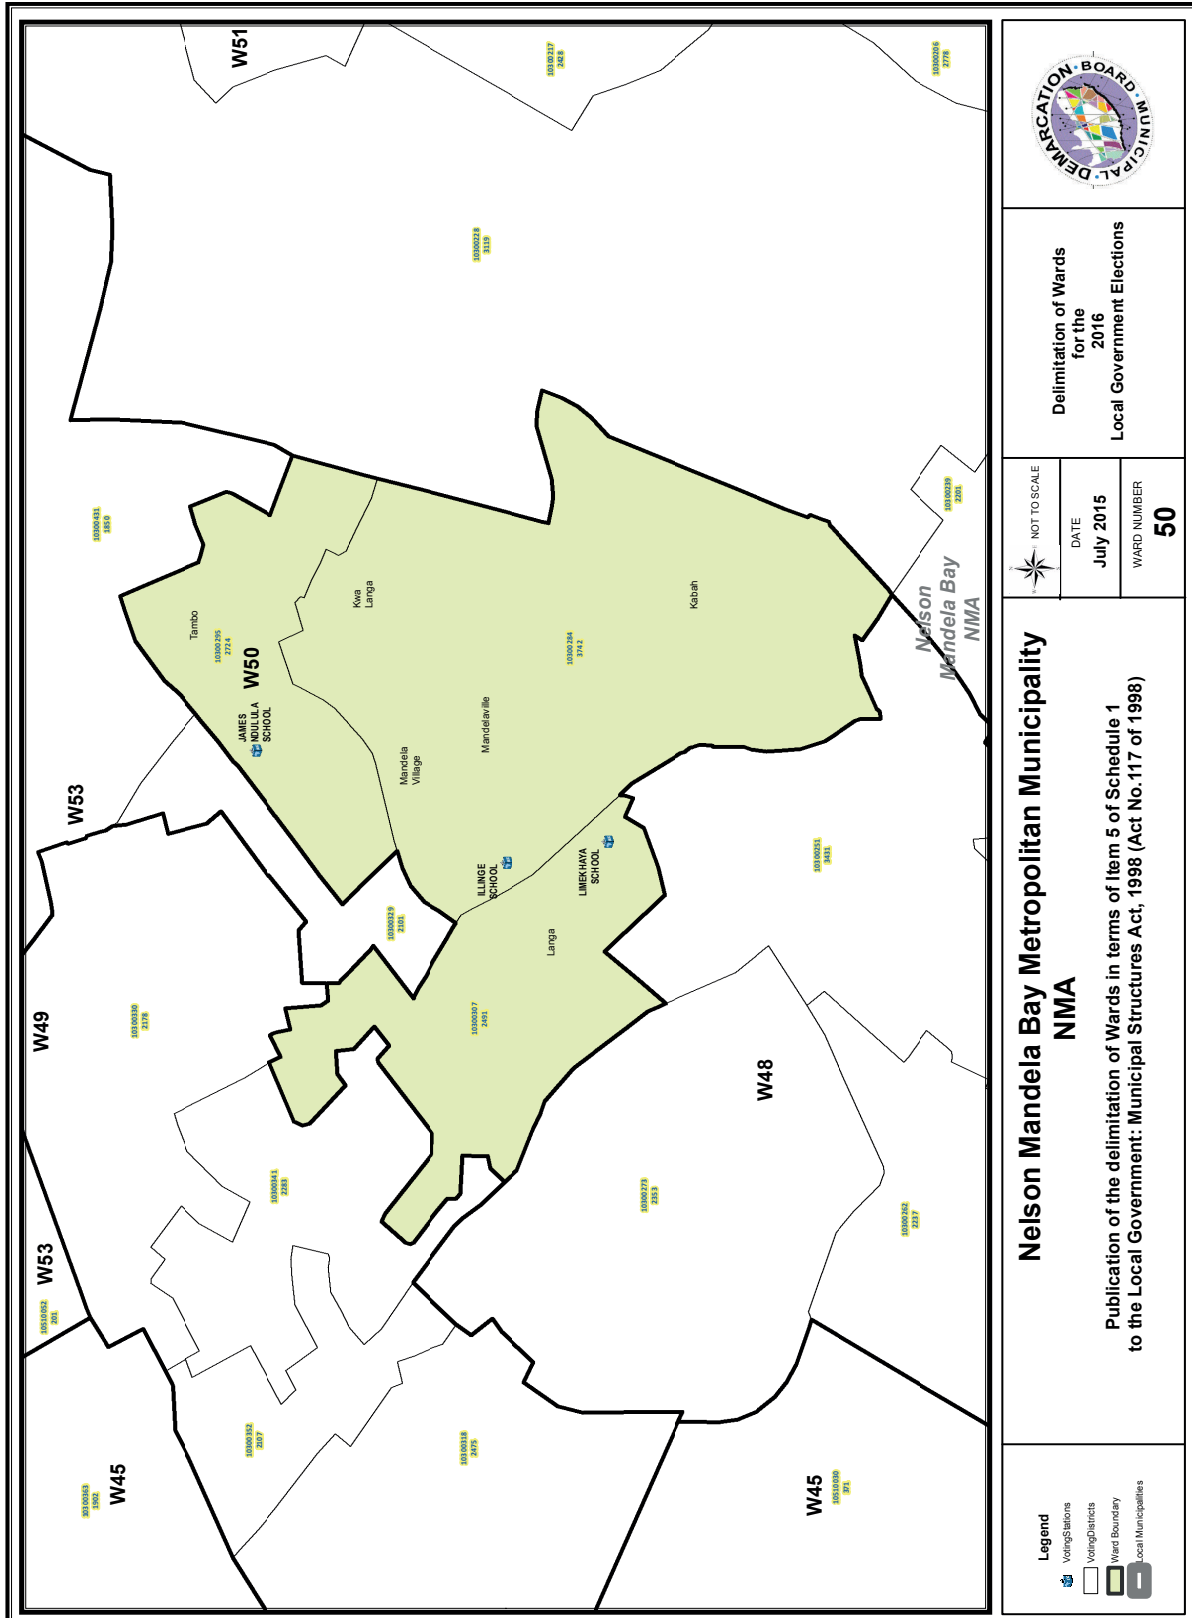 W51
10300217
2428
10300206
2778
10300228
3119
10300431
1850
10300239
2201
Tambo
10300295
2724
W50
JAMES
NDULULA
SCHOOL
Kwa
Langa
10300284
3742
Kabah
Mandelaville
Mandela
Village
Nelson
Mandela Bay
NMA
W53
ILLINGE
SCHOOL
LIMEKHAYA
SCHOOL
10300251
3431
10300329
2101
Langa
W49
10300330
2178
10300307
2491
W48
10300341
2283
10300273
2353
10300262
2237
W53
10510052
201
10300352
2107
10300318
2475
10300363
1902
W45
W45
10510030
371
Legend
VotingStations
VotingDistricts
Ward Boundary
Local Municipalities
Nelson Mandela Bay Metropolitan Municipality
NMA
Publication of the delimitation of Wards in terms of Item 5 of Schedule 1
to the Local Government: Municipal Structures Act, 1998 (Act No.117 of 1998)
NOT TO SCALE
DATE
July 2015
WARD NUMBER
50
Delimitation of Wards
for the
2016
Local Government Elections
MUNICIPAL DEMARCATION BOARD